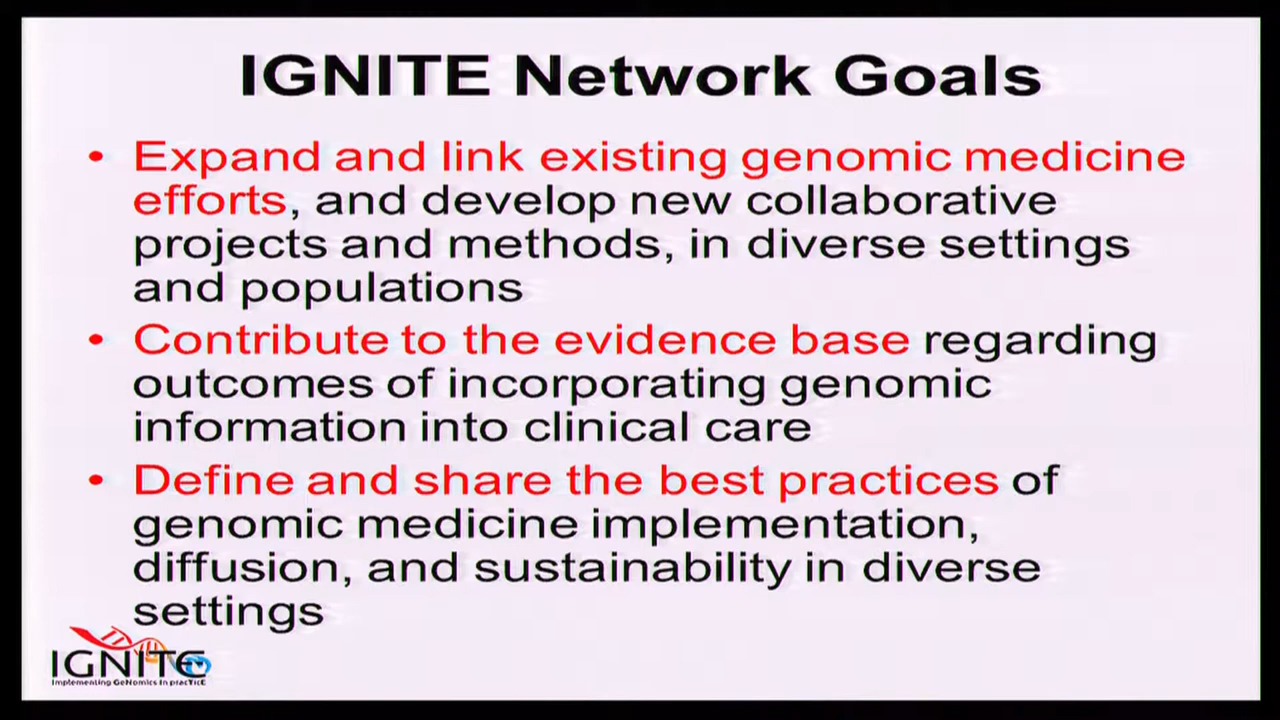 IGNITE Network Goals
• Expand and link existing genomic medicine
efforts, and develop new collaborative
projects and methods, in diverse settings
and populations
• Contribute to the evidence base regarding
outcomes of incorporating genomic
information into clinical care
• Define and share the best practices of
genomic medicine implementation,
diffusion, and sustainability in diverse
settings
IGNITE
Implementing GeNomics In pracTicE